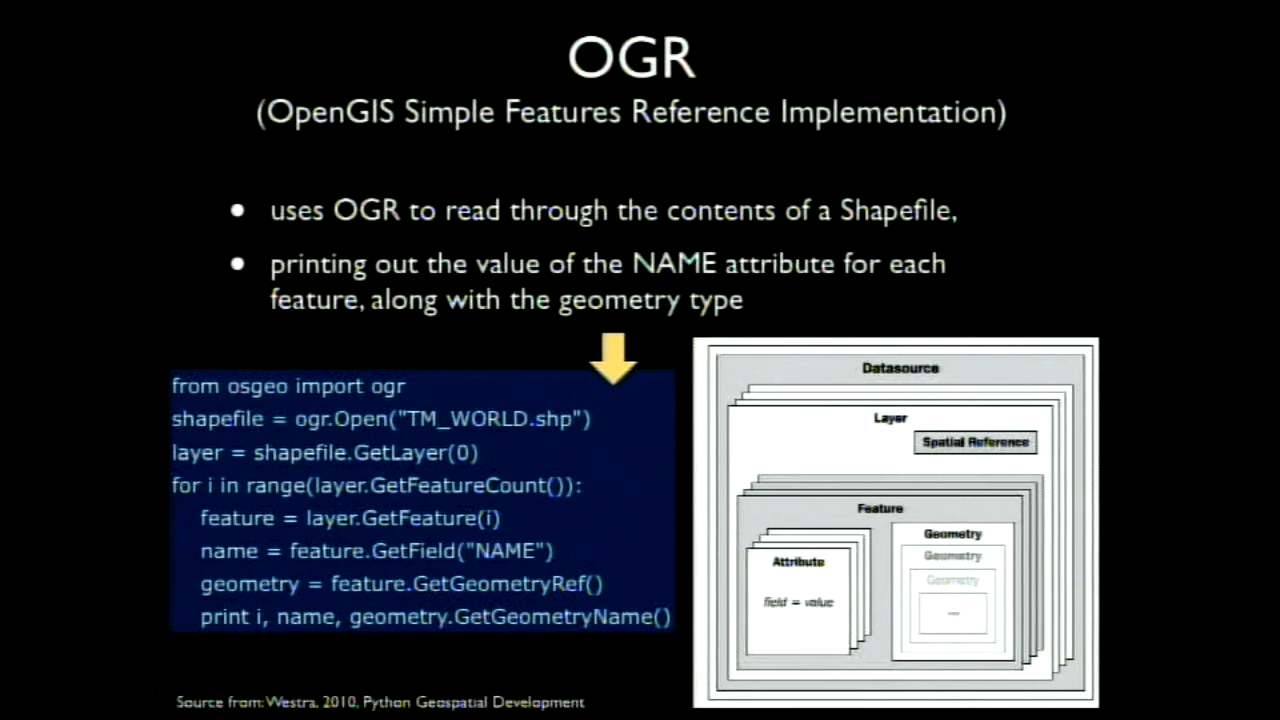 OGR
(OpenGIS Simple Features Reference Implementation)
• uses OGR to read through the contents of a Shapefile,
• printing out the value of the NAME attribute for each
feature, along with the geometry type
from osgeo import ogr
shapefile = ogr.Open("TM_WORLD.shp")
layer = shapefile.GetLayer(0)
for i in range(layer.GetFeatureCount()):
feature = layer.GetFeature(i)
name = feature.GetField("NAME")
geometry = feature.GetGeometryRef()
print i, name, geometry.GetGeometryName()
Datasource
Layer
Spatial Reference
Feature
Attribute
field = value
Geometry
Geometry
Geometry
...
Source from: Westra, 2010, Python Geospatial Development